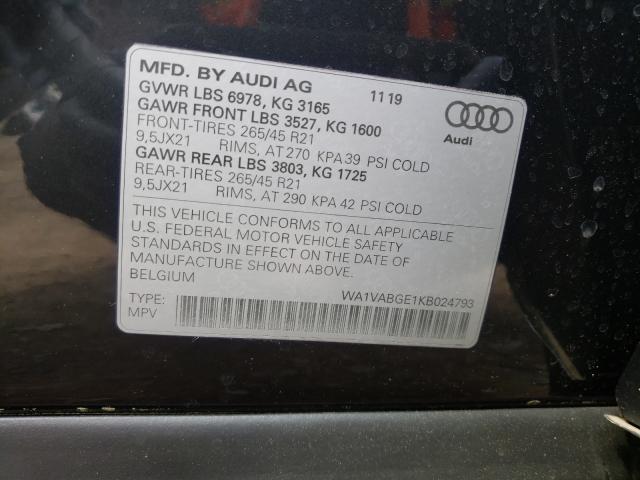 MFD. BY AUDI AG 11 19
GVWR LBS 6978, KG 3165
GAWR FRONT LBS 3527, KG 1600
FRONT-TIRES 265/45 R21
9,5JX21 RIMS, AT 270 KPA 39 PSI COLD
GAWR REAR LBS 3803, KG 1725
REAR-TIRES 265/45 R21
9,5JX21 RIMS, AT 290 KPA 42 PSI COLD
Audi
THIS VEHICLE CONFORMS TO ALL APPLICABLE
U.S. FEDERAL MOTOR VEHICLE SAFETY
STANDARDS IN EFFECT ON THE DATE OF
MANUFACTURE SHOWN ABOVE.
BELGIUM
WA1VABGE1KB024793
TYPE:
MPV